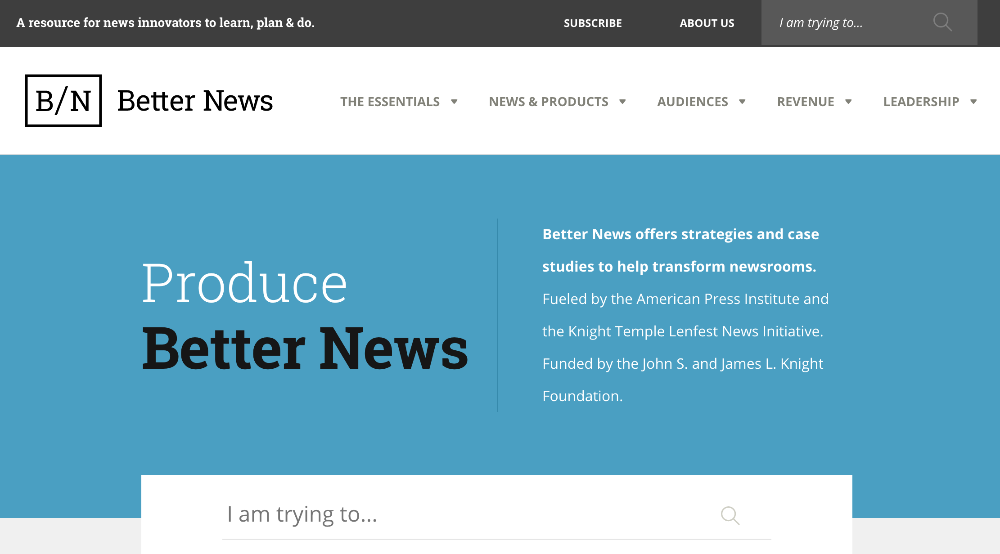 A resource for news innovators to learn, plan & do.
SUBSCRIBE
ABOUT US
I am trying to...
B/N Better News
THE ESSENTIALS
NEWS & PRODUCTS
AUDIENCES
REVENUE
LEADERSHIP
Produce
Better News
Better News offers strategies and case
studies to help transform newsrooms.
Fueled by the American Press Institute and
the Knight Temple Lenfest News Initiative.
Funded by the John S. and James L. Knight
Foundation.
I am trying to...